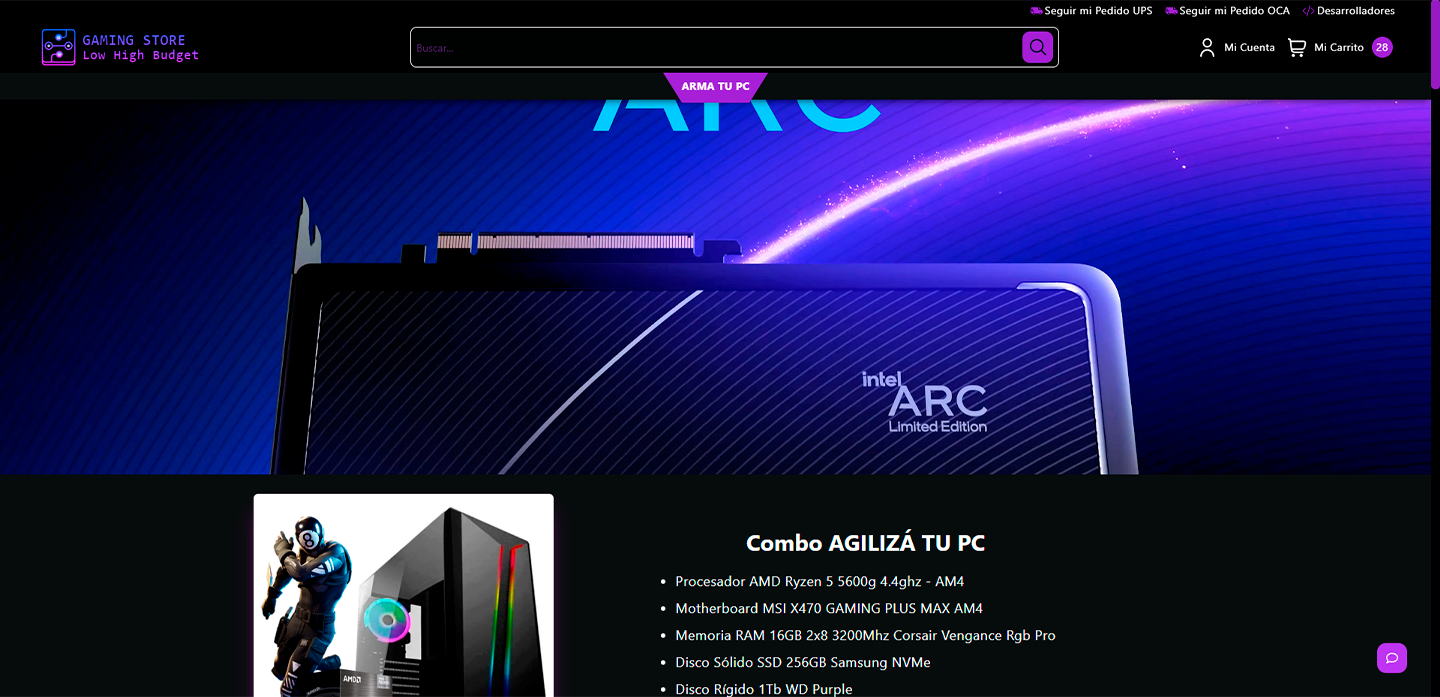 Seguir mi Pedido UPS Seguir mi Pedido OCA </> Desarrolladores
GAMING STORE
Low High Budget
Buscar...
Mi Cuenta Mi Carrito 28
ARMA TU PC
ARC
intel
ARC
Limited Edition
Combo AGILIZÁ TU PC
• Procesador AMD Ryzen 5 5600g 4.4ghz - AM4
• Motherboard MSI X470 GAMING PLUS MAX AM4
• Memoria RAM 16GB 2x8 3200Mhz Corsair Vengance Rgb Pro
• Disco Sólido SSD 256GB Samsung NVMe
• Disco Rígido 1Tb WD Purple
8
AMD